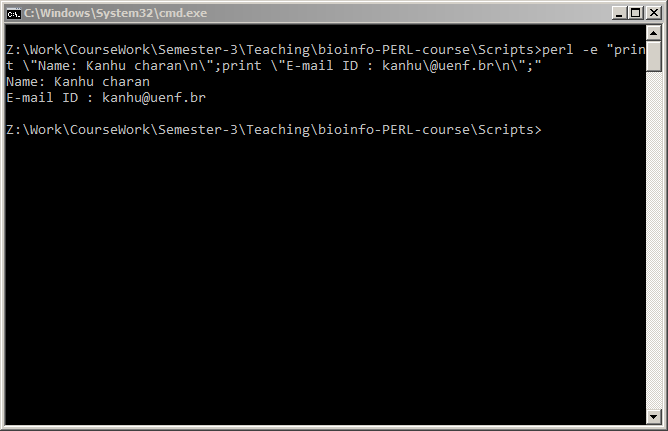 C:\Windows\System32\cmd.exe
Z:\Work\CourseWork\Semester-3\Teaching\bioinfo-PERL-course\Scripts>perl -e "prin
t \"Name: Kanhu charan\n\";print \"E-mail ID : kanhu\@uenf.br\n\";"
Name: Kanhu charan
E-mail ID : kanhu@uenf.br
Z:\Work\CourseWork\Semester-3\Teaching\bioinfo-PERL-course\Scripts>